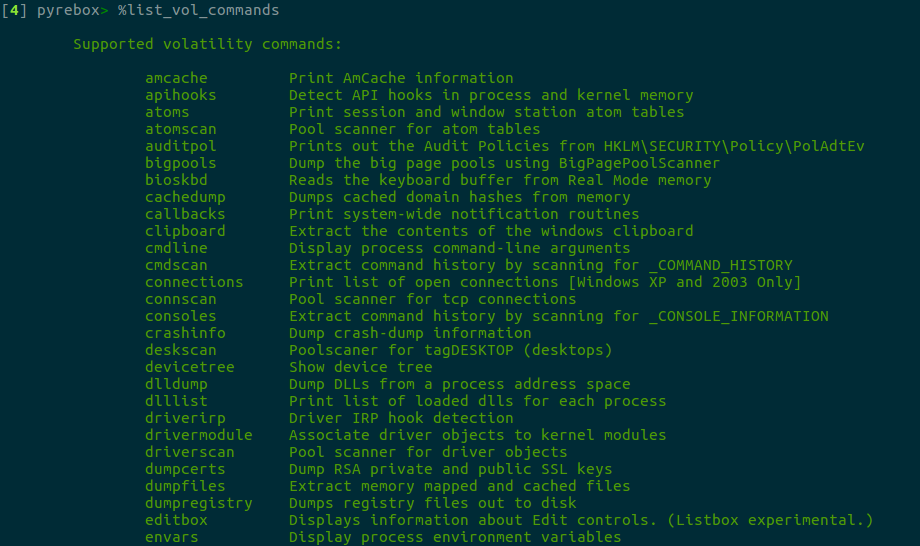 [4] pyrebox> %list_vol_commands
Supported volatility commands:
amcache Print AmCache information
apihooks Detect API hooks in process and kernel memory
atoms Print session and window station atom tables
atomscan Pool scanner for atom tables
auditpol Prints out the Audit Policies from HKLM\SECURITY\Policy\PolAdtEv
bigpools Dump the big page pools using BigPagePoolScanner
bioskbd Reads the keyboard buffer from Real Mode memory
cachedump Dumps cached domain hashes from memory
callbacks Print system-wide notification routines
clipboard Extract the contents of the windows clipboard
cmdline Display process command-line arguments
cmdscan Extract command history by scanning for _COMMAND_HISTORY
connections Print list of open connections [Windows XP and 2003 Only]
connscan Pool scanner for tcp connections
consoles Extract command history by scanning for _CONSOLE_INFORMATION
crashinfo Dump crash-dump information
deskscan Poolscaner for tagDESKTOP (desktops)
devicetree Show device tree
dlldump Dump DLLs from a process address space
dlllist Print list of loaded dlls for each process
driverirp Driver IRP hook detection
drivermodule Associate driver objects to kernel modules
driverscan Pool scanner for driver objects
dumpcerts Dump RSA private and public SSL keys
dumpfiles Extract memory mapped and cached files
dumpregistry Dumps registry files out to disk
editbox Displays information about Edit controls. (Listbox experimental.)
envars Display process environment variables